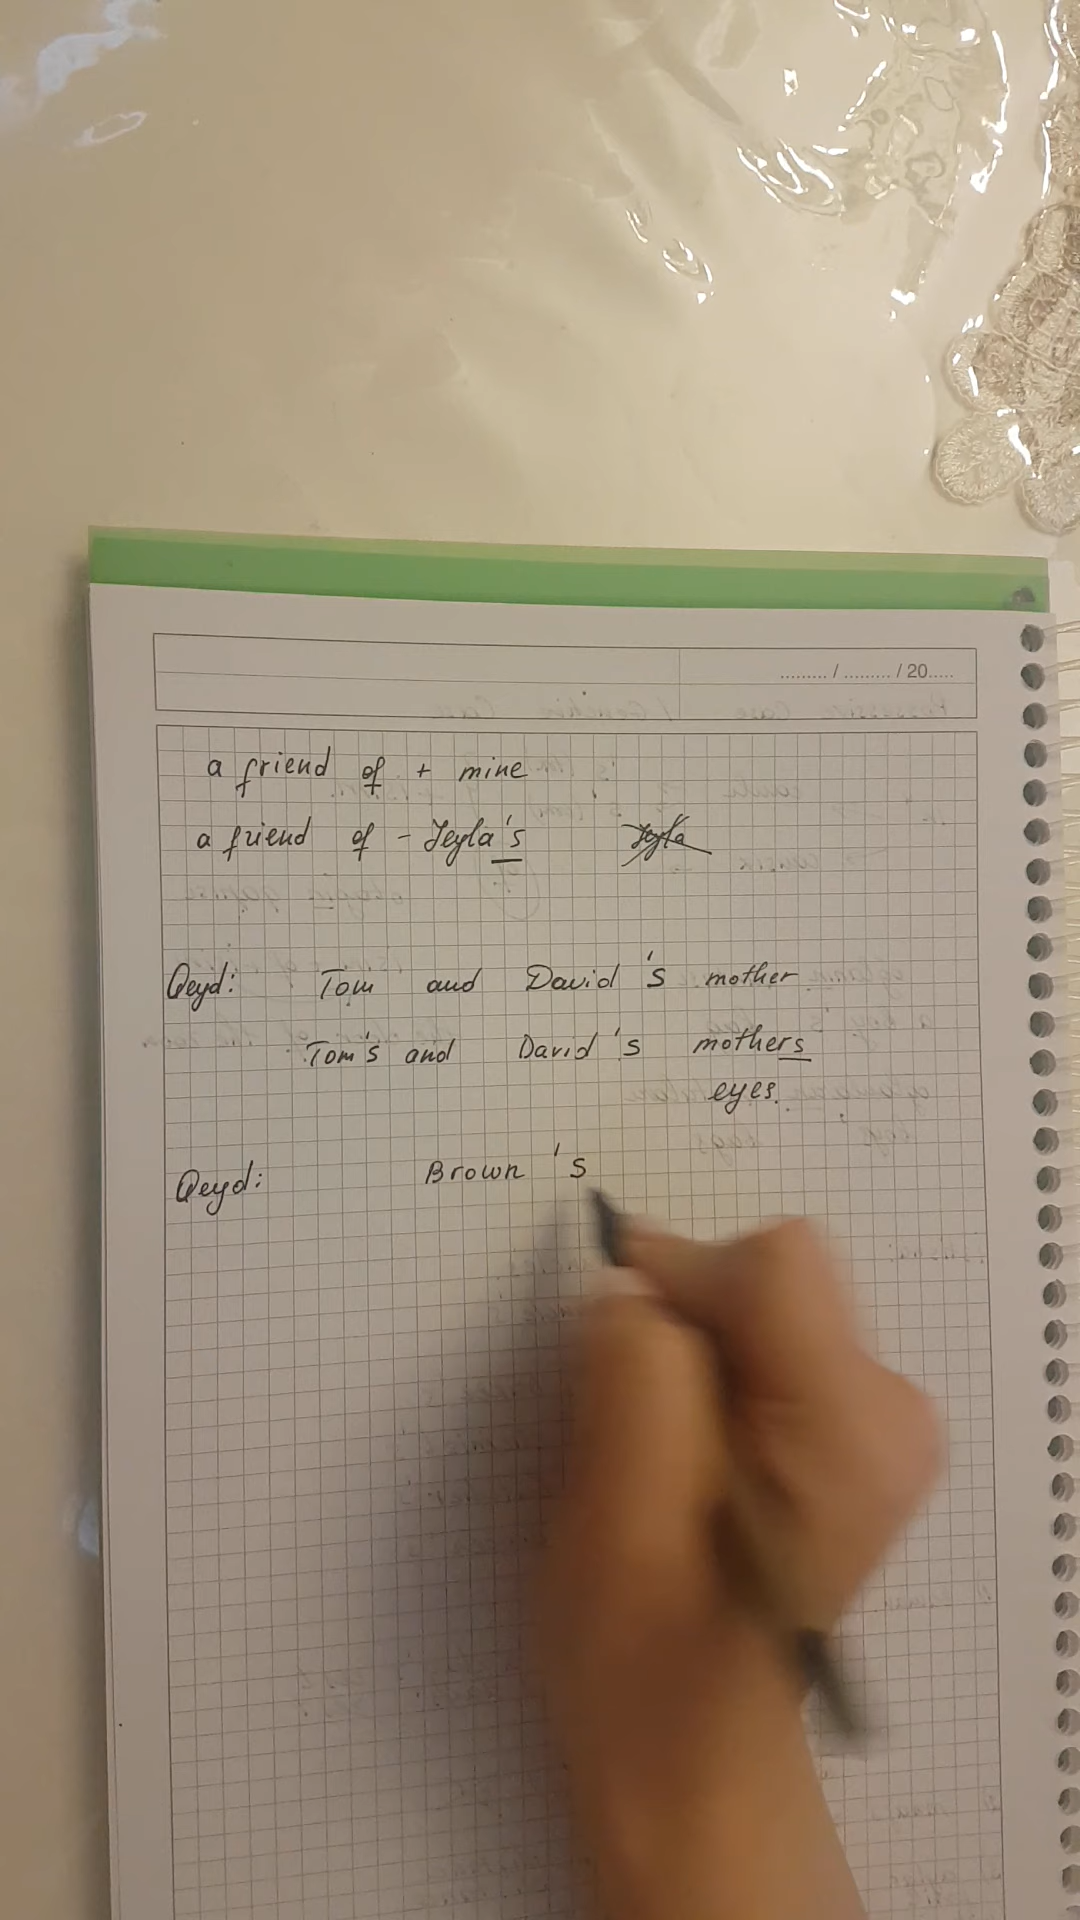 ......... / ......... / 20.....
a friend of + mine
a friend of - Leyla's Leyla
Qeyd: Tom and David 's mother
Tom's and David 's mothers
eyes.
Qeyd: Brown 's